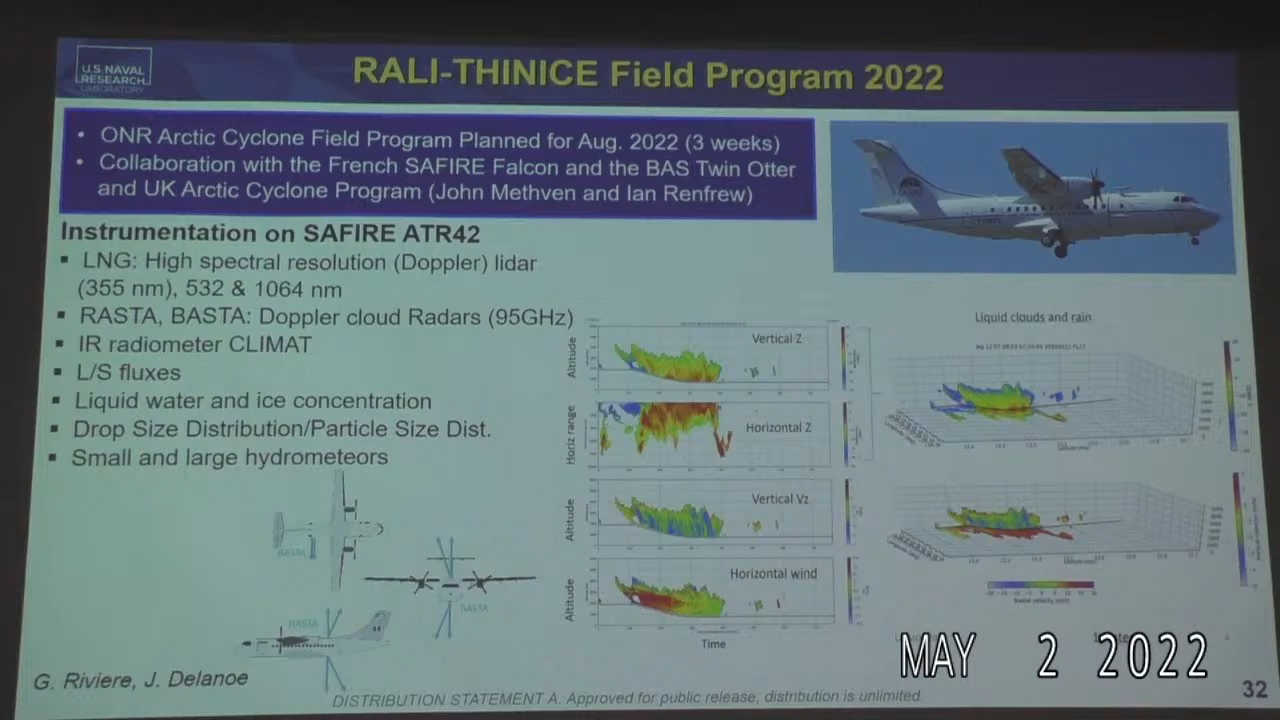 U.S. NAVAL
RESEARCH
LABORATORY
RALI-THINICE Field Program 2022
• ONR Arctic Cyclone Field Program Planned for Aug. 2022 (3 weeks)
• Collaboration with the French SAFIRE Falcon and the BAS Twin Otter
and UK Arctic Cyclone Program (John Methven and Ian Renfrew)
Instrumentation on SAFIRE ATR42
▪ LNG: High spectral resolution (Doppler) lidar
(355 nm), 532 & 1064 nm
▪ RASTA, BASTA: Doppler cloud Radars (95GHz)
▪ IR radiometer CLIMAT
▪ L/S fluxes
▪ Liquid water and ice concentration
▪ Drop Size Distribution/Particle Size Dist.
▪ Small and large hydrometeors
Liquid clouds and rain
Altitude
Vertical Z
Horiz range
Horizontal Z
Altitude
Vertical Vz
Altitude
Horizontal wind
Time
RASTA
BASTA
RASTA
G. Riviere, J. Delanoe
MAY 2 2022
DISTRIBUTION STATEMENT A. Approved for public release, distribution is unlimited.
32